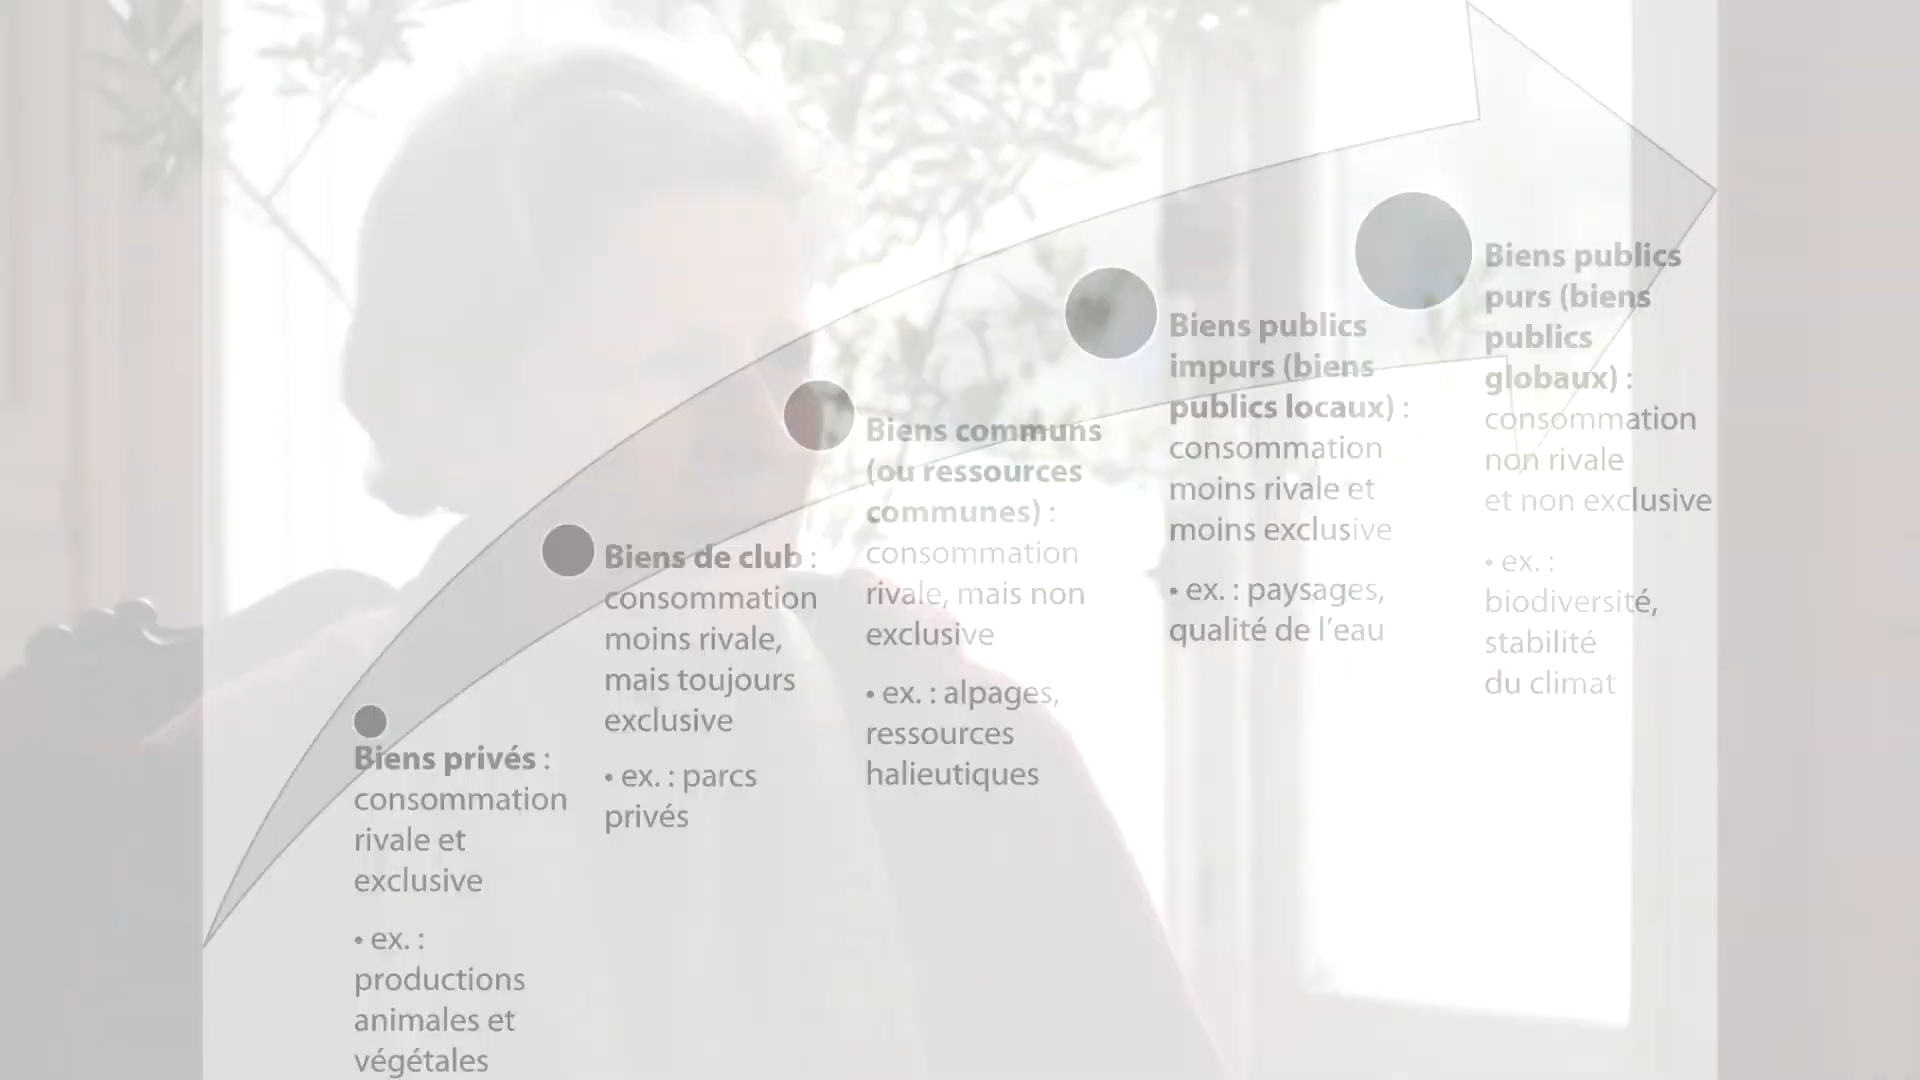 Biens privés :
consommation
rivale et
exclusive
• ex. :
productions
animales et
végétales
Biens de club :
consommation
moins rivale,
mais toujours
exclusive
• ex. : parcs
privés
Biens communs
(ou ressources
communes) :
consommation
rivale, mais non
exclusive
• ex. : alpages,
ressources
halieutiques
Biens publics
impurs (biens
publics locaux) :
consommation
moins rivale et
moins exclusive
• ex. : paysages,
qualité de l’eau
Biens publics
purs (biens
publics
globaux) :
consommation
non rivale
et non exclusive
• ex. :
biodiversité,
stabilité
du climat